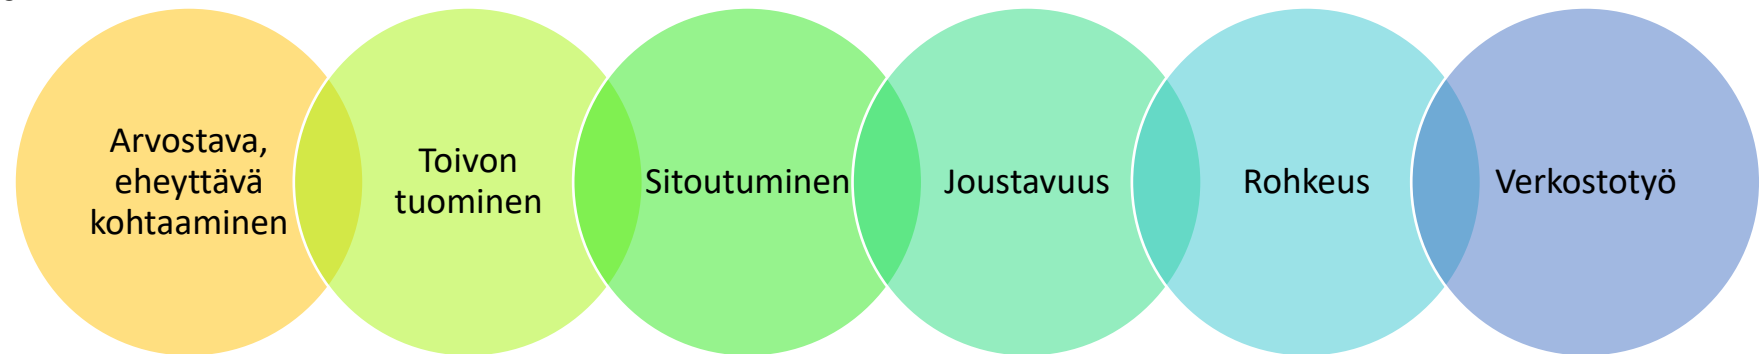 Arvostava,
eheyttävä
kohtaaminen
Toivon
tuominen
Sitoutuminen
Joustavuus
Rohkeus
Verkostotyö